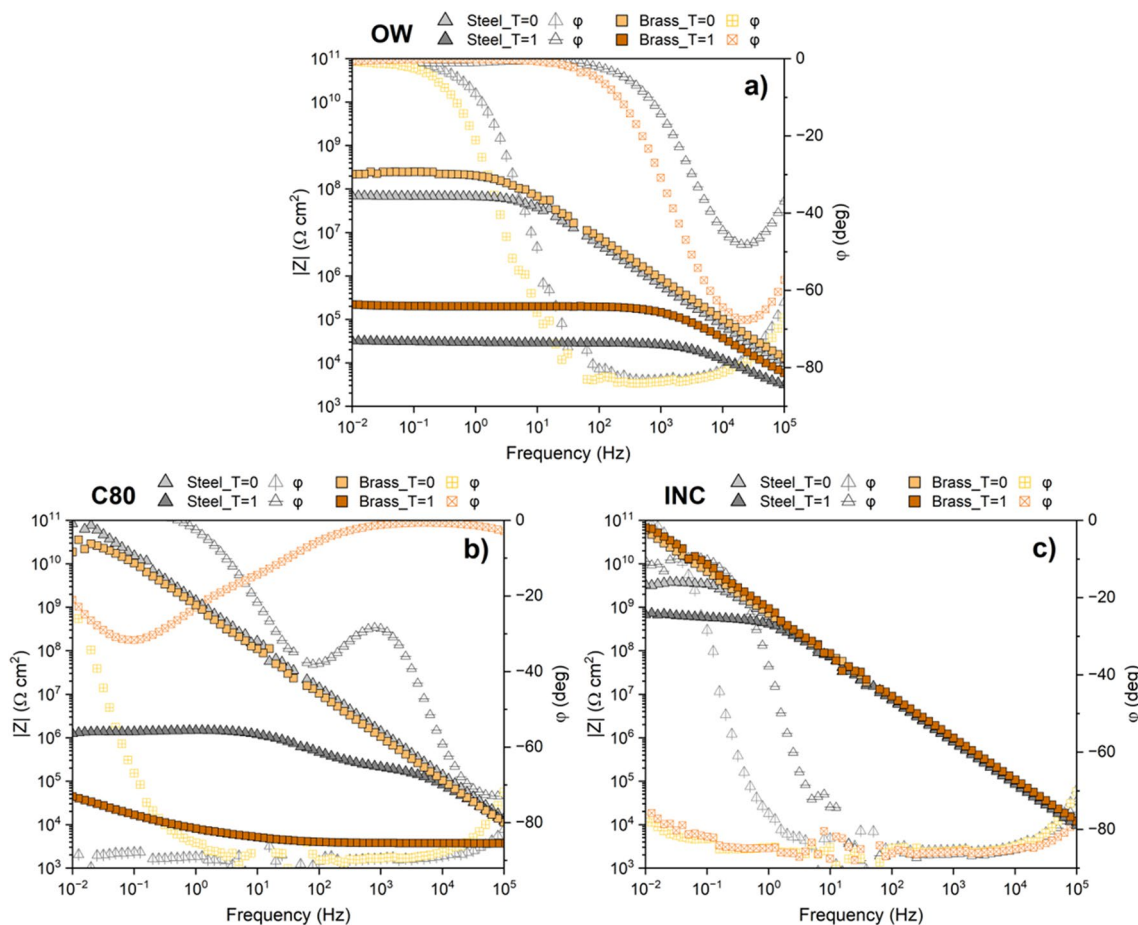 OW
Steel_T=0 φ Brass_T=0 φ
Steel_T=1 φ Brass_T=1 φ
a)
10¹¹
10¹⁰
10⁹
10⁸
10⁷
10⁶
10⁵
10⁴
10³
|Z| (Ω cm²)
0
−20
−40
−60
−80
φ (deg)
10⁻² 10⁻¹ 10⁰ 10¹ 10² 10³ 10⁴ 10⁵
Frequency (Hz)
C80
Steel_T=0 φ Brass_T=0 φ
Steel_T=1 φ Brass_T=1 φ
b)
10¹¹
10¹⁰
10⁹
10⁸
10⁷
10⁶
10⁵
10⁴
10³
|Z| (Ω cm²)
0
−20
−40
−60
−80
φ (deg)
10⁻² 10⁻¹ 10⁰ 10¹ 10² 10³ 10⁴ 10⁵
Frequency (Hz)
INC
Steel_T=0 φ Brass_T=0 φ
Steel_T=1 φ Brass_T=1 φ
c)
10¹¹
10¹⁰
10⁹
10⁸
10⁷
10⁶
10⁵
10⁴
10³
|Z| (Ω cm²)
0
−20
−40
−60
−80
φ (deg)
10⁻² 10⁻¹ 10⁰ 10¹ 10² 10³ 10⁴ 10⁵
Frequency (Hz)